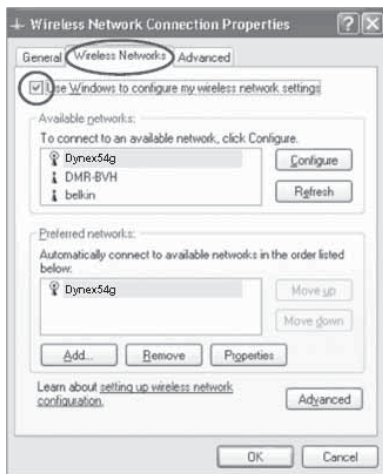 Wireless Network Connection Properties
General Wireless Networks Advanced
Use Windows to configure my wireless network settings
Available networks:
To connect to an available network, click Configure.
Dynex54g
DMR-BVH
belkin
Configure
Refresh
Preferred networks:
Automatically connect to available networks in the order listed
below:
Dynex54g
Move up
Move down
Add... Remove Properties
Learn about setting up wireless network
configuration.
Advanced
OK Cancel